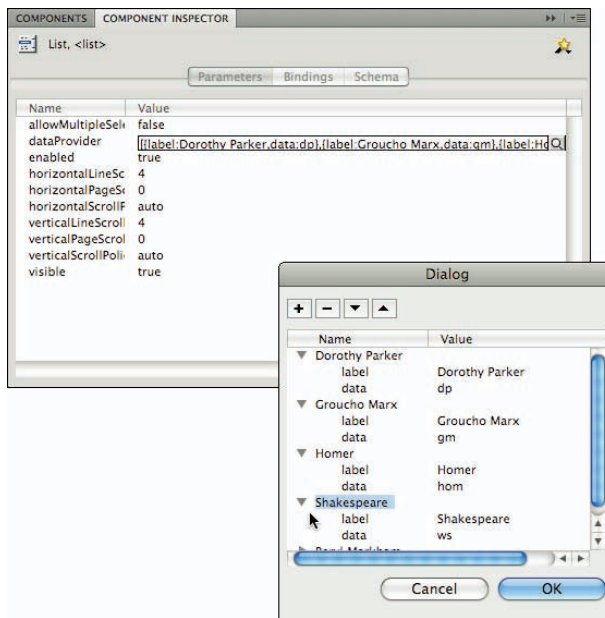 COMPONENTS COMPONENT INSPECTOR
List, <list>
Parameters Bindings Schema
Name Value
allowMultipleSele false
dataProvider [{label:Dorothy Parker,data:dp},{label:Groucho Marx,data:gm},{label:Ho
enabled true
horizontalLineSc 4
horizontalPageSc 0
horizontalScrollP auto
verticalLineScroll 4
verticalPageScrol 0
verticalScrollPoli auto
visible true
Dialog
Name Value
Dorothy Parker
label Dorothy Parker
data dp
Groucho Marx
label Groucho Marx
data gm
Homer
label Homer
data hom
Shakespeare
label Shakespeare
data ws
Cancel OK